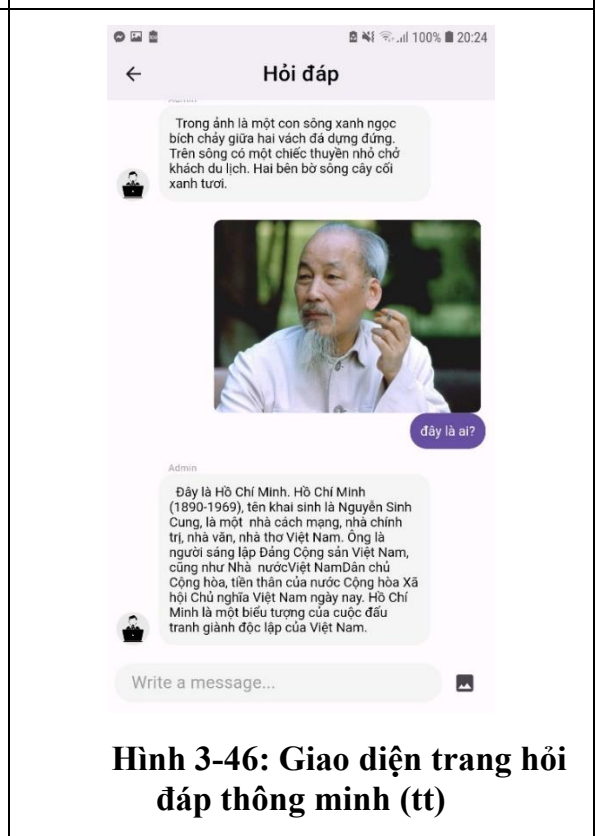 100% 20:24
Hỏi đáp
Trong ảnh là một con sông xanh ngọc
bích chảy giữa hai vách đá dựng đứng.
Trên sông có một chiếc thuyền nhỏ chở
khách du lịch. Hai bên bờ sông cây cối
xanh tươi.
đây là ai?
Admin
Đây là Hồ Chí Minh. Hồ Chí Minh
(1890-1969), tên khai sinh là Nguyễn Sinh
Cung, là một nhà cách mạng, nhà chính
trị, nhà văn, nhà thơ Việt Nam. Ông là
người sáng lập Đảng Cộng sản Việt Nam,
cũng như Nhà nướcViệt NamDân chủ
Cộng hòa, tiền thân của nước Cộng hòa Xã
hội Chủ nghĩa Việt Nam ngày nay. Hồ Chí
Minh là một biểu tượng của cuộc đấu
tranh giành độc lập của Việt Nam.
Write a message...
Hình 3-46: Giao diện trang hỏi
đáp thông minh (tt)